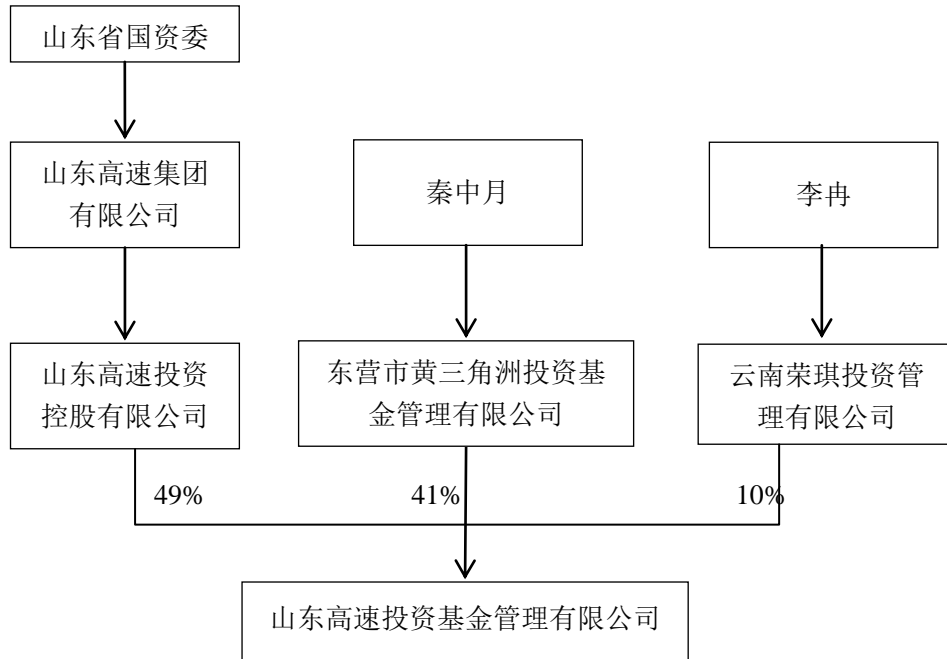 山东省国资委
山东高速集团
有限公司
秦中月
李冉
山东高速投资
控股有限公司
东营市黄三角洲投资基
金管理有限公司
云南荣琪投资管
理有限公司
49%
41%
10%
山东高速投资基金管理有限公司